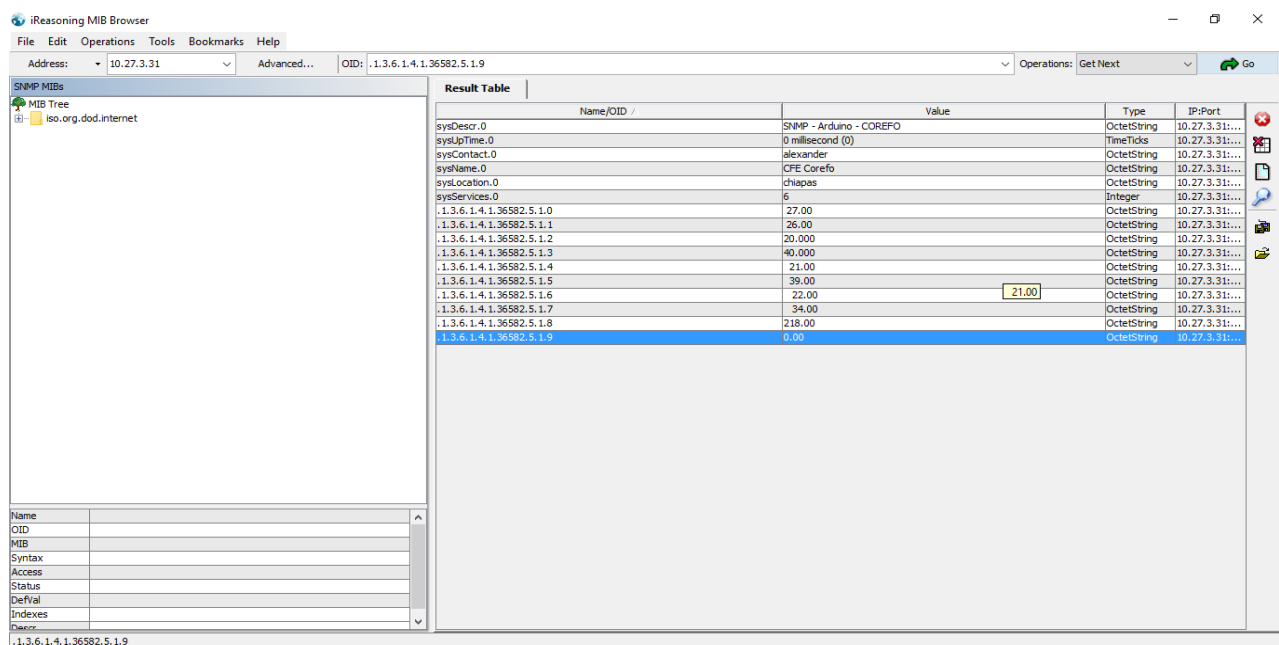 iReasoning MIB Browser
File Edit Operations Tools Bookmarks Help
Address: 10.27.3.31 Advanced... OID: .1.3.6.1.4.1.36582.5.1.9 Operations: Get Next Go
SNMP MIBs
MIB Tree
iso.org.dod.internet
Result Table
Name/OID Value Type IP:Port
sysDescr.0 SNMP - Arduino - COREFO OctetString 10.27.3.31:...
sysUpTime.0 0 millisecond (0) TimeTicks 10.27.3.31:...
sysContact.0 alexander OctetString 10.27.3.31:...
sysName.0 CFE Corefo OctetString 10.27.3.31:...
sysLocation.0 chiapas OctetString 10.27.3.31:...
sysServices.0 6 Integer 10.27.3.31:...
.1.3.6.1.4.1.36582.5.1.0 27.00 OctetString 10.27.3.31:...
.1.3.6.1.4.1.36582.5.1.1 26.00 OctetString 10.27.3.31:...
.1.3.6.1.4.1.36582.5.1.2 20.000 OctetString 10.27.3.31:...
.1.3.6.1.4.1.36582.5.1.3 40.000 OctetString 10.27.3.31:...
.1.3.6.1.4.1.36582.5.1.4 21.00 OctetString 10.27.3.31:...
.1.3.6.1.4.1.36582.5.1.5 39.00 OctetString 10.27.3.31:...
.1.3.6.1.4.1.36582.5.1.6 22.00 21.00 OctetString 10.27.3.31:...
.1.3.6.1.4.1.36582.5.1.7 34.00 OctetString 10.27.3.31:...
.1.3.6.1.4.1.36582.5.1.8 218.00 OctetString 10.27.3.31:...
.1.3.6.1.4.1.36582.5.1.9 0.00 OctetString 10.27.3.31:...
Name
OID
MIB
Syntax
Access
Status
DefVal
Indexes
Descr
.1.3.6.1.4.1.36582.5.1.9